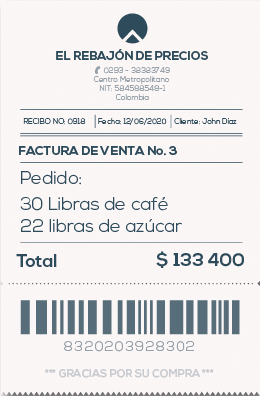 EL REBAJÓN DE PRECIOS
0293 - 38383749
Centro Metropolitano
NIT: 584598549-1
Colombia
RECIBO NO: 0918 Fecha: 12/06/2020 Cliente: John Díaz
FACTURA DE VENTA No. 3
Pedido:
30 Libras de café
22 libras de azúcar
Total $ 133 400
8320203928302
*** GRACIAS POR SU COMPRA ***